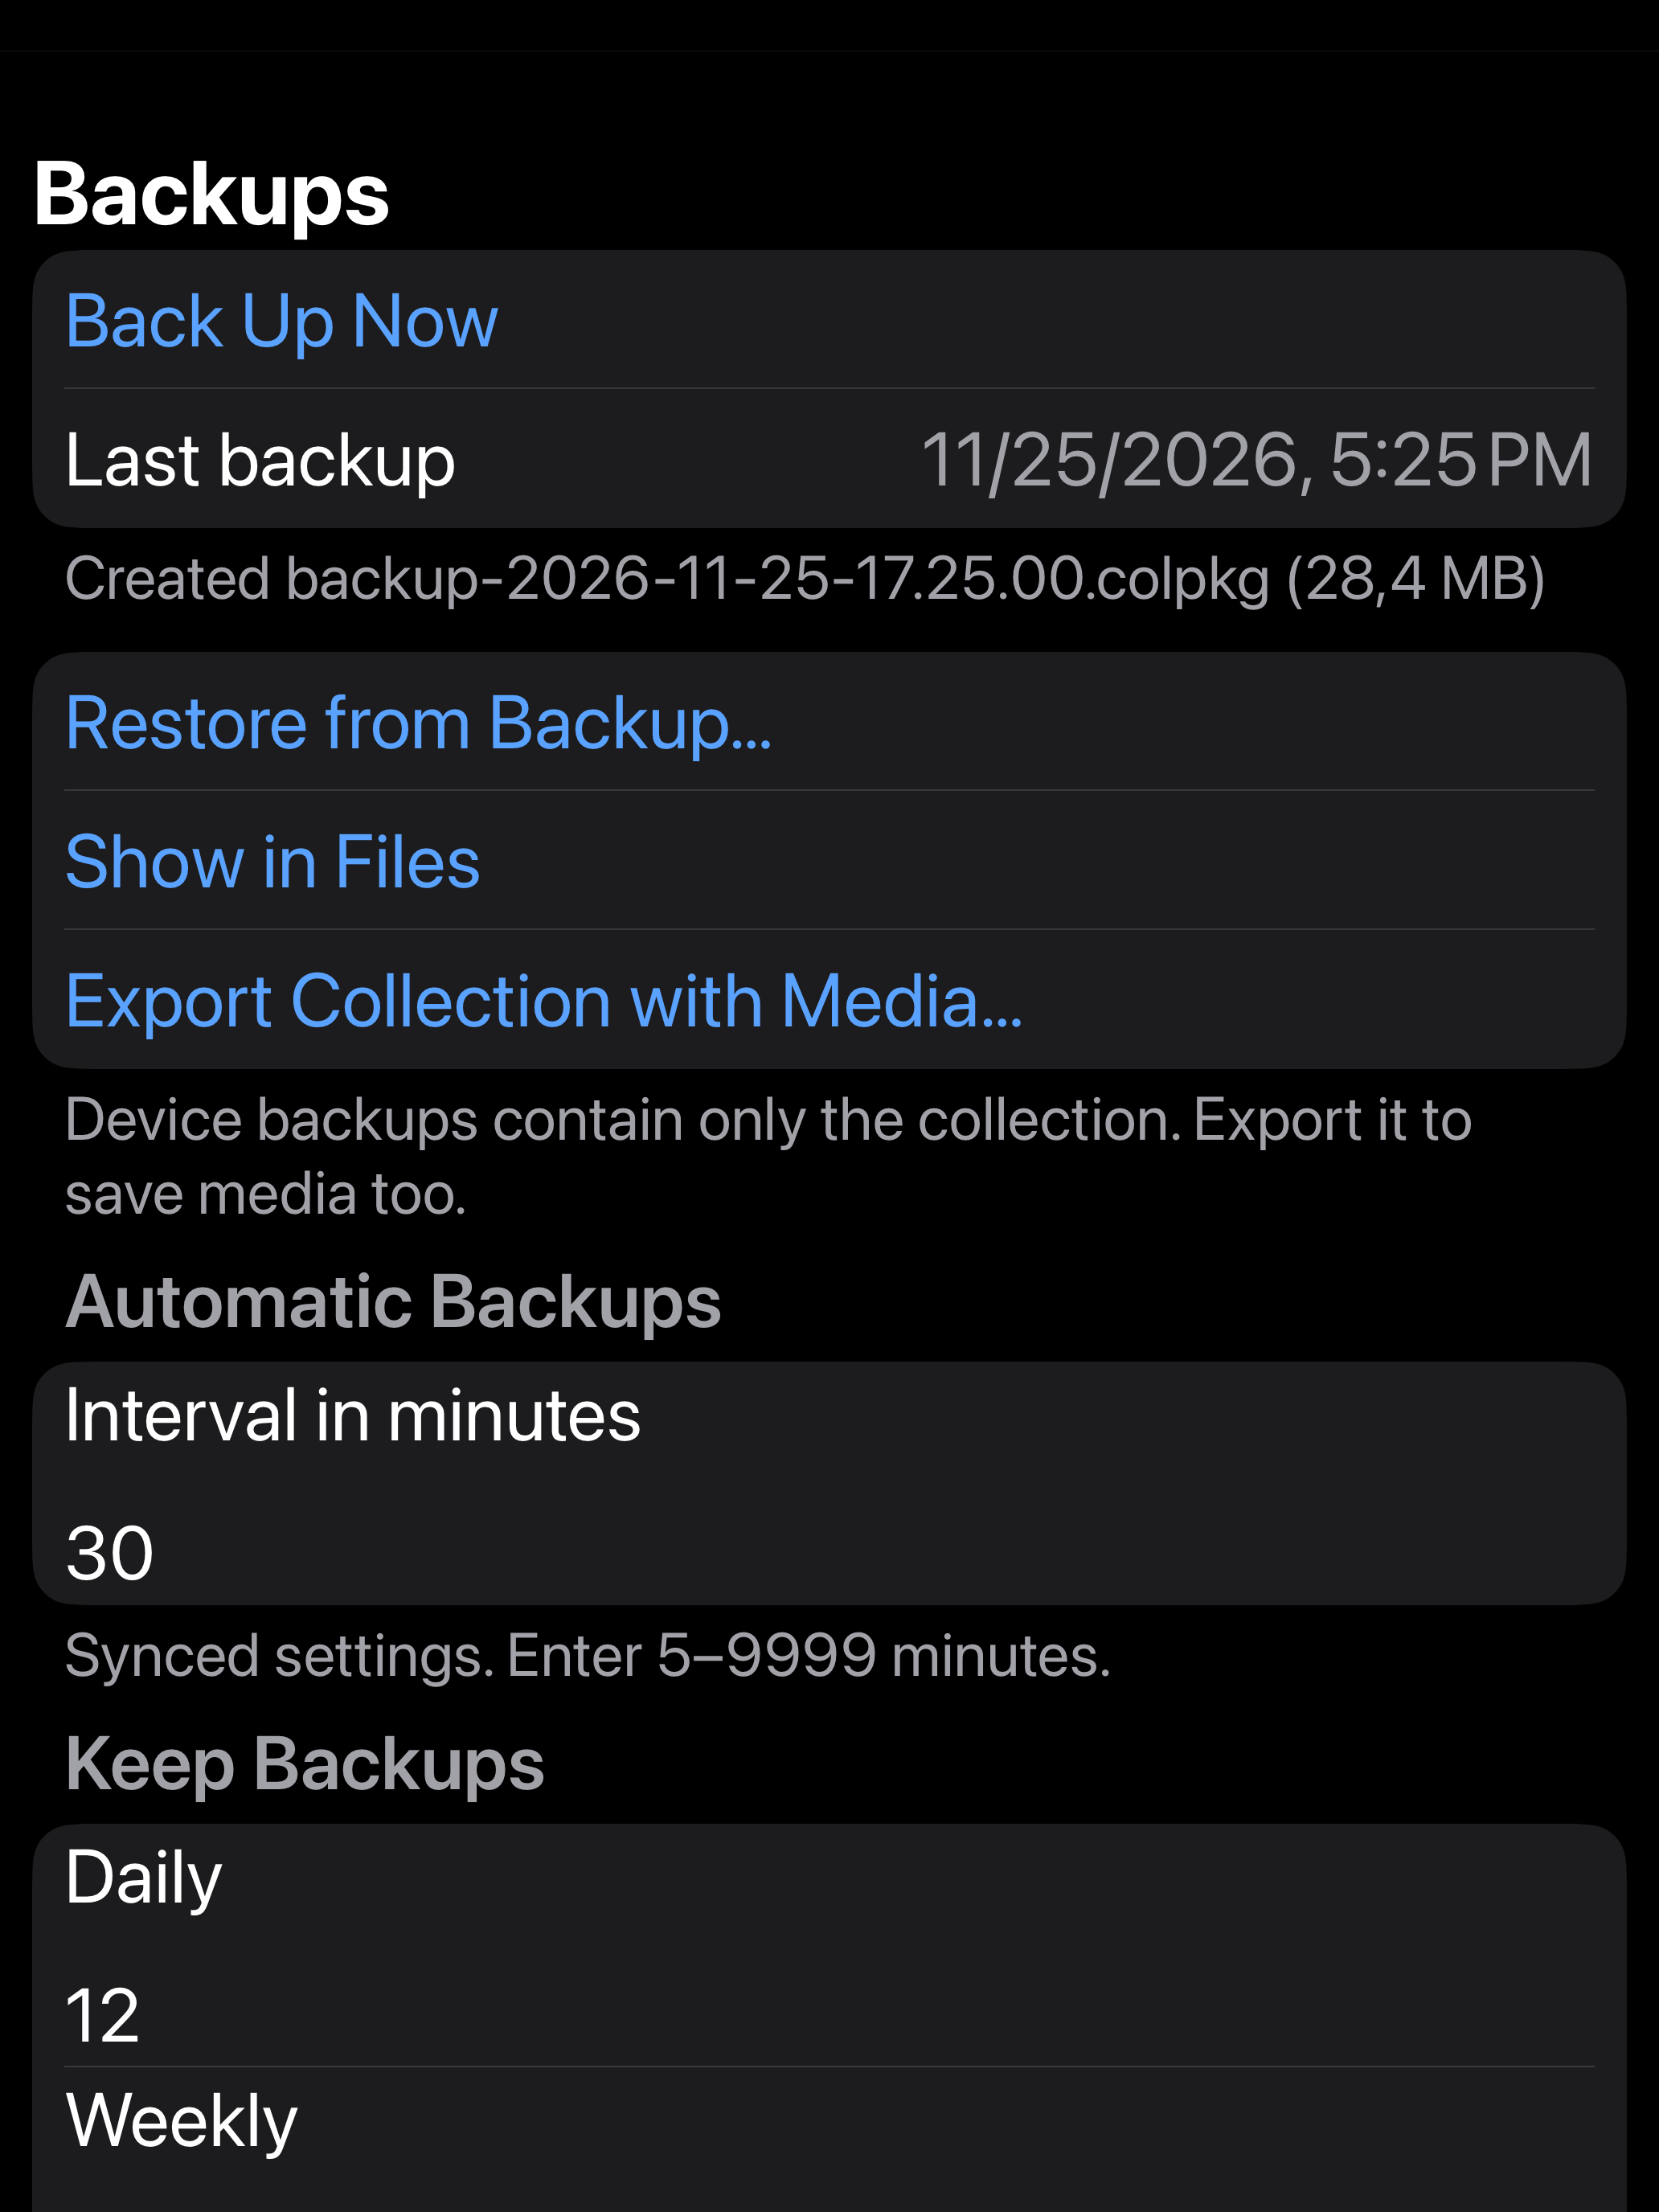 Backups
Back Up Now
Last backup 11/25/2026, 5:25 PM
Created backup-2026-11-25-17.25.00.colpkg (28,4 MB)
Restore from Backup...
Show in Files
Export Collection with Media...
Device backups contain only the collection. Export it to
save media too.
Automatic Backups
Interval in minutes
30
Synced settings. Enter 5–9999 minutes.
Keep Backups
Daily
12
Weekly